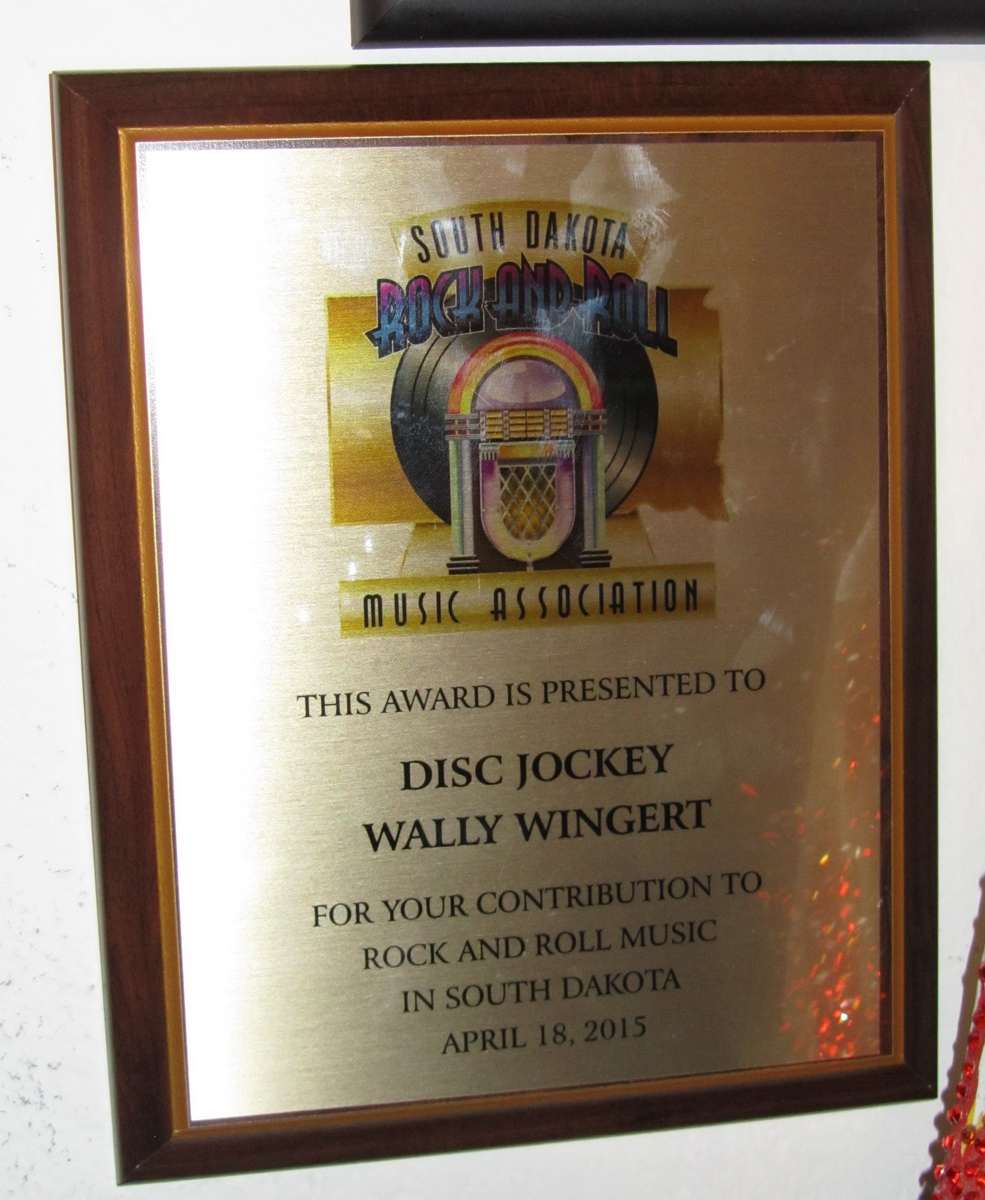 SOUTH DAKOTA
ROCK AND ROLL
MUSIC ASSOCIATION
THIS AWARD IS PRESENTED TO
DISC JOCKEY
WALLY WINGERT
FOR YOUR CONTRIBUTION TO
ROCK AND ROLL MUSIC
IN SOUTH DAKOTA
APRIL 18, 2015